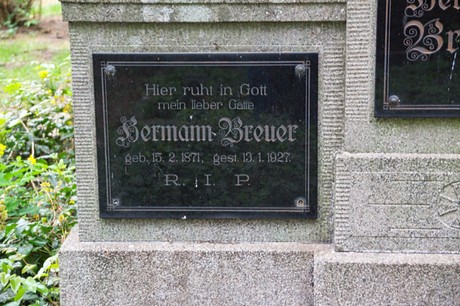 Hier ruht in Gott
mein lieber Gatte
Hermann Breuer
geb. 15. 2. 1871, gest. 13. 1. 1927.
R. I. P.